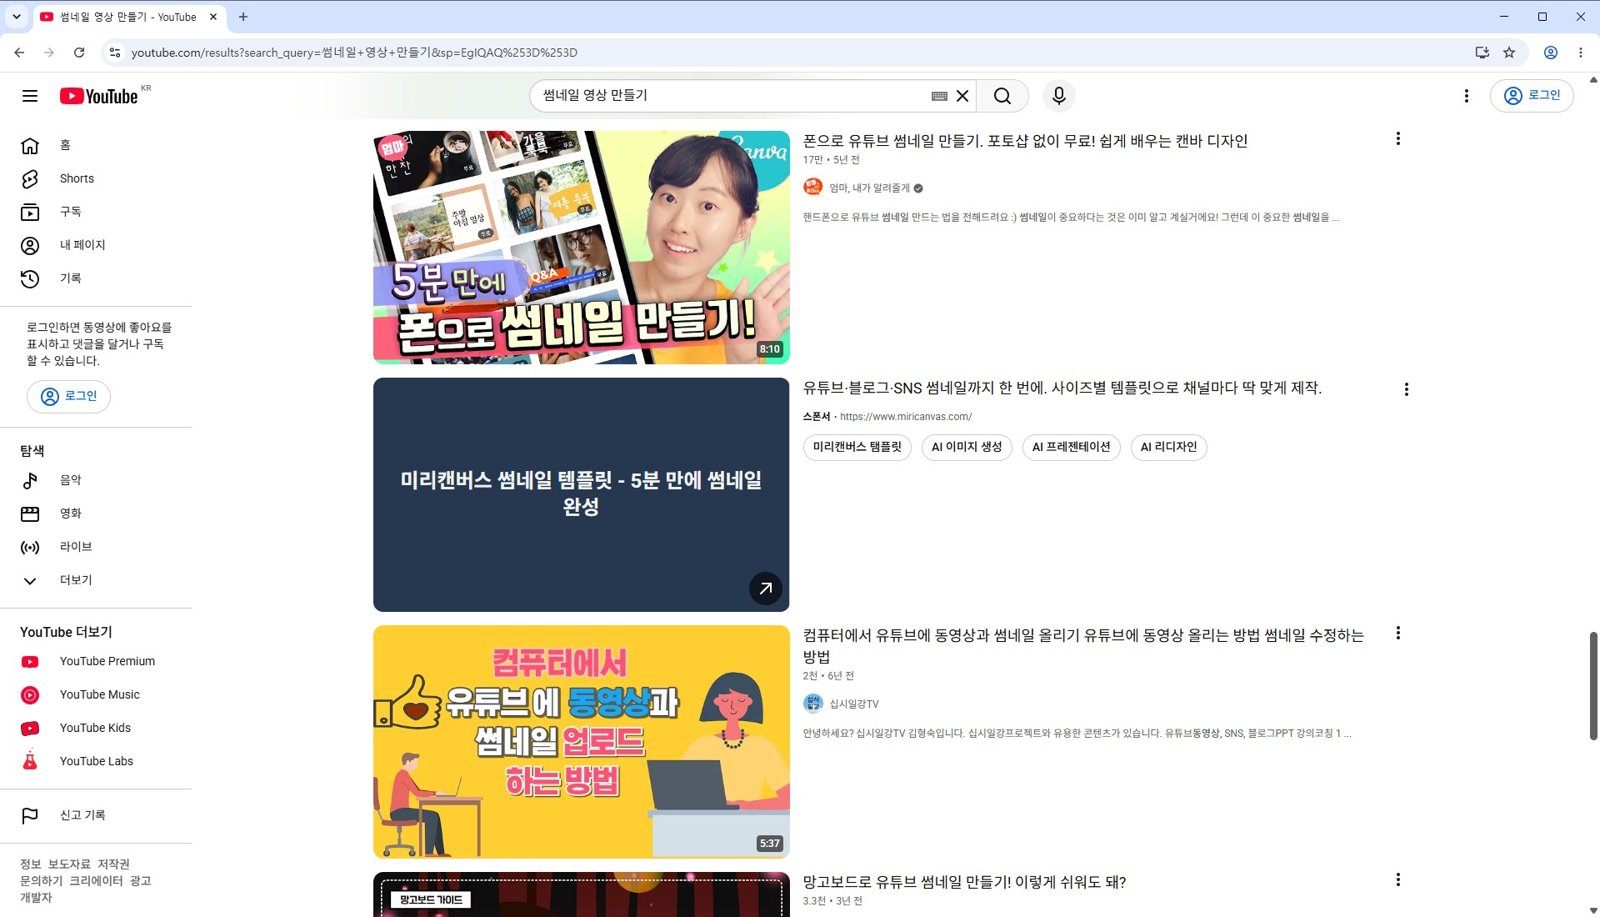 썸네일 영상 만들기 - YouTube
youtube.com/results?search_query=썸네일+영상+만들기&sp=EgIQAQ%253D%253D
YouTube KR
썸네일 영상 만들기
로그인
홈
Shorts
구독
내 페이지
기록
로그인하면 동영상에 좋아요를
표시하고 댓글을 달거나 구독
할 수 있습니다.
로그인
탐색
음악
영화
라이브
더보기
YouTube 더보기
YouTube Premium
YouTube Music
YouTube Kids
YouTube Labs
신고 기록
정보 보도자료 저작권
문의하기 크리에이터 광고
개발자
엄마
한잔
무료
Canva
주말
아침 일상
무료
여름
무료
Q&A
무료
5분 만에
폰으로 썸네일 만들기!
8:10
폰으로 유튜브 썸네일 만들기. 포토샵 없이 무료! 쉽게 배우는 캔바 디자인
17만 • 5년 전
엄마, 내가 알려줄게
핸드폰으로 유튜브 썸네일 만드는 법을 전해드려요 :) 썸네일이 중요하다는 것은 이미 알고 계실거에요! 그런데 이 중요한 썸네일을 ...
미리캔버스 썸네일 템플릿 - 5분 만에 썸네일
완성
유튜브·블로그·SNS 썸네일까지 한 번에. 사이즈별 템플릿으로 채널마다 딱 맞게 제작.
스폰서 • https://www.miricanvas.com/
미리캔버스 탬플릿
AI 이미지 생성
AI 프레젠테이션
AI 리디자인
컴퓨터에서
유튜브에 동영상과
썸네일 업로드
하는 방법
5:37
컴퓨터에서 유튜브에 동영상과 썸네일 올리기 유튜브에 동영상 올리는 방법 썸네일 수정하는
방법
2천 • 6년 전
십시일강TV
안녕하세요? 십시일강TV 김형숙입니다. 십시일강프로젝트와 유용한 콘텐츠가 있습니다. 유튜브동영상, SNS, 블로그PPT 강의코칭 1 ...
망고보드 가이드
망고보드로 유튜브 썸네일 만들기! 이렇게 쉬워도 돼?
3.3천 • 3년 전